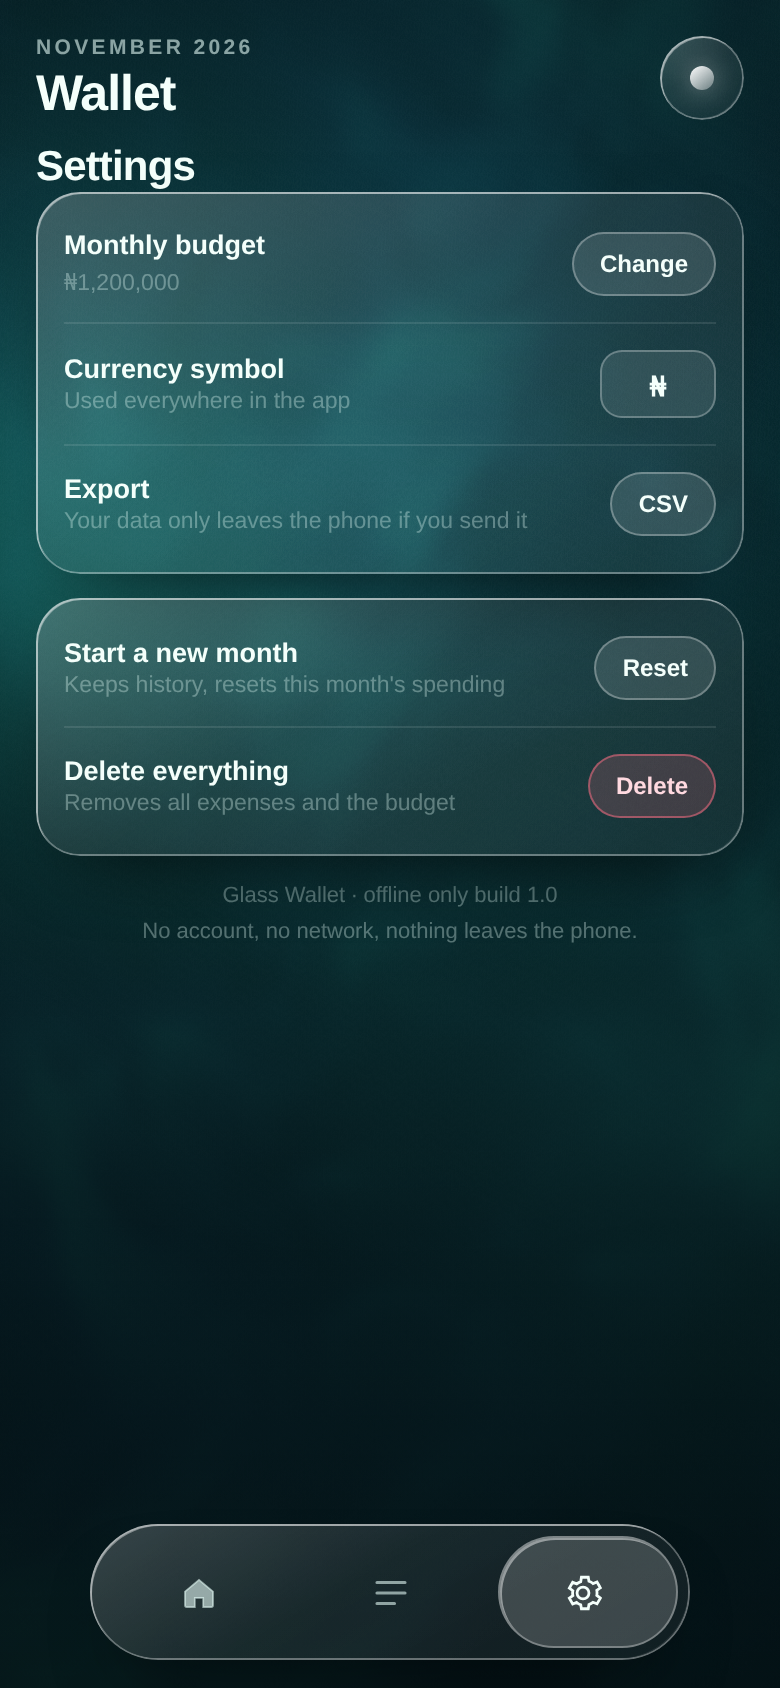 NOVEMBER 2026
Wallet
Settings
Monthly budget
₦1,200,000
Change
Currency symbol
Used everywhere in the app
₦
Export
Your data only leaves the phone if you send it
CSV
Start a new month
Keeps history, resets this month's spending
Reset
Delete everything
Removes all expenses and the budget
Delete
Glass Wallet · offline only build 1.0
No account, no network, nothing leaves the phone.